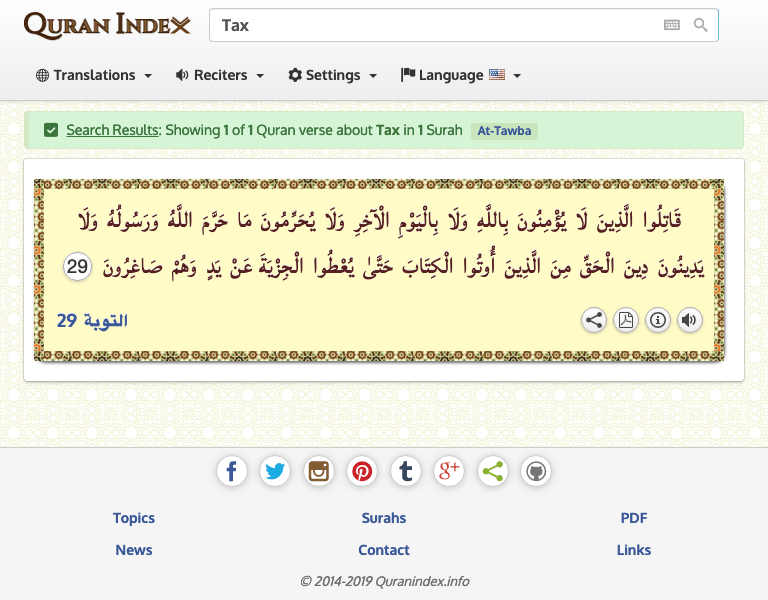 QURAN INDEX
Tax
Translations
Reciters
Settings
Language
Search Results: Showing 1 of 1 Quran verse about Tax in 1 Surah At-Tawba
قَاتِلُوا الَّذِينَ لَا يُؤْمِنُونَ بِاللَّهِ وَلَا بِالْيَوْمِ الْآخِرِ وَلَا يُحَرِّمُونَ مَا حَرَّمَ اللَّهُ وَرَسُولُهُ وَلَا
يَدِينُونَ دِينَ الْحَقِّ مِنَ الَّذِينَ أُوتُوا الْكِتَابَ حَتَّىٰ يُعْطُوا الْجِزْيَةَ عَنْ يَدٍ وَهُمْ صَاغِرُونَ 29
التوبة 29
Topics Surahs PDF
News Contact Links
© 2014-2019 Quranindex.info